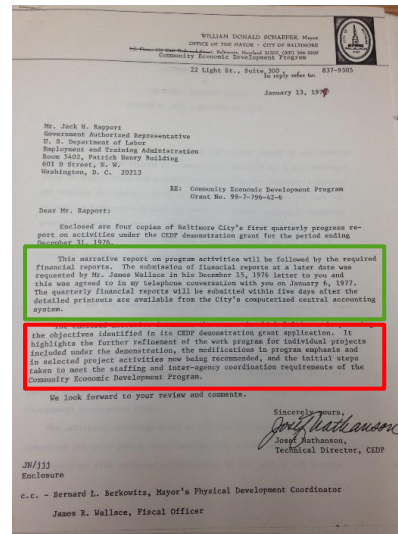 WILLIAM DONALD SCHAEFER, Mayor
OFFICE OF THE MAYOR - CITY OF BALTIMORE
Baltimore, Maryland 21202, (301) 396-3100
Community Economic Development Program
22 Light St., Suite 300, 837-9305
In reply refer to:
January 13, 1977
Mr. Jack H. Rapport
Government Authorized Representative
U. S. Department of Labor
Employment and Training Administration
Room 5402, Patrick Henry Building
601 D Street, N. W.
Washington, D. C. 20213
RE: Community Economic Development Program
Grant No. 99-7-796-42-6
Dear Mr. Rapport:
Enclosed are four copies of Baltimore City's first quarterly progress re-
port on activities under the CEDP demonstration grant for the period ending
December 31, 1976.
This narrative report on program activities will be followed by the required
financial reports. The submission of financial reports at a later date was
requested by Mr. James Wallace in his December 15, 1976 letter to you and
this was agreed to in my telephone conversation with you on January 6, 1977.
The quarterly financial reports will be submitted within five days after the
detailed printouts are available from the City's computerized central accounting
system.
the objectives identified in its CEDP demonstration grant application. It
highlights the further refinement of the work program for individual projects
included under the demonstration, the modifications in program emphasis and
in selected project activities now being recommended, and the initial steps
taken to meet the staffing and inter-agency coordination requirements of the
Community Economic Development Program.
We look forward to your review and comments.
Sincerely yours,
Josef Nathanson
Josef Nathanson,
Technical Director, CEDP
JN/jjj
Enclosure
c.c. - Bernard L. Berkowitz, Mayor's Physical Development Coordinator
James R. Wallace, Fiscal Officer